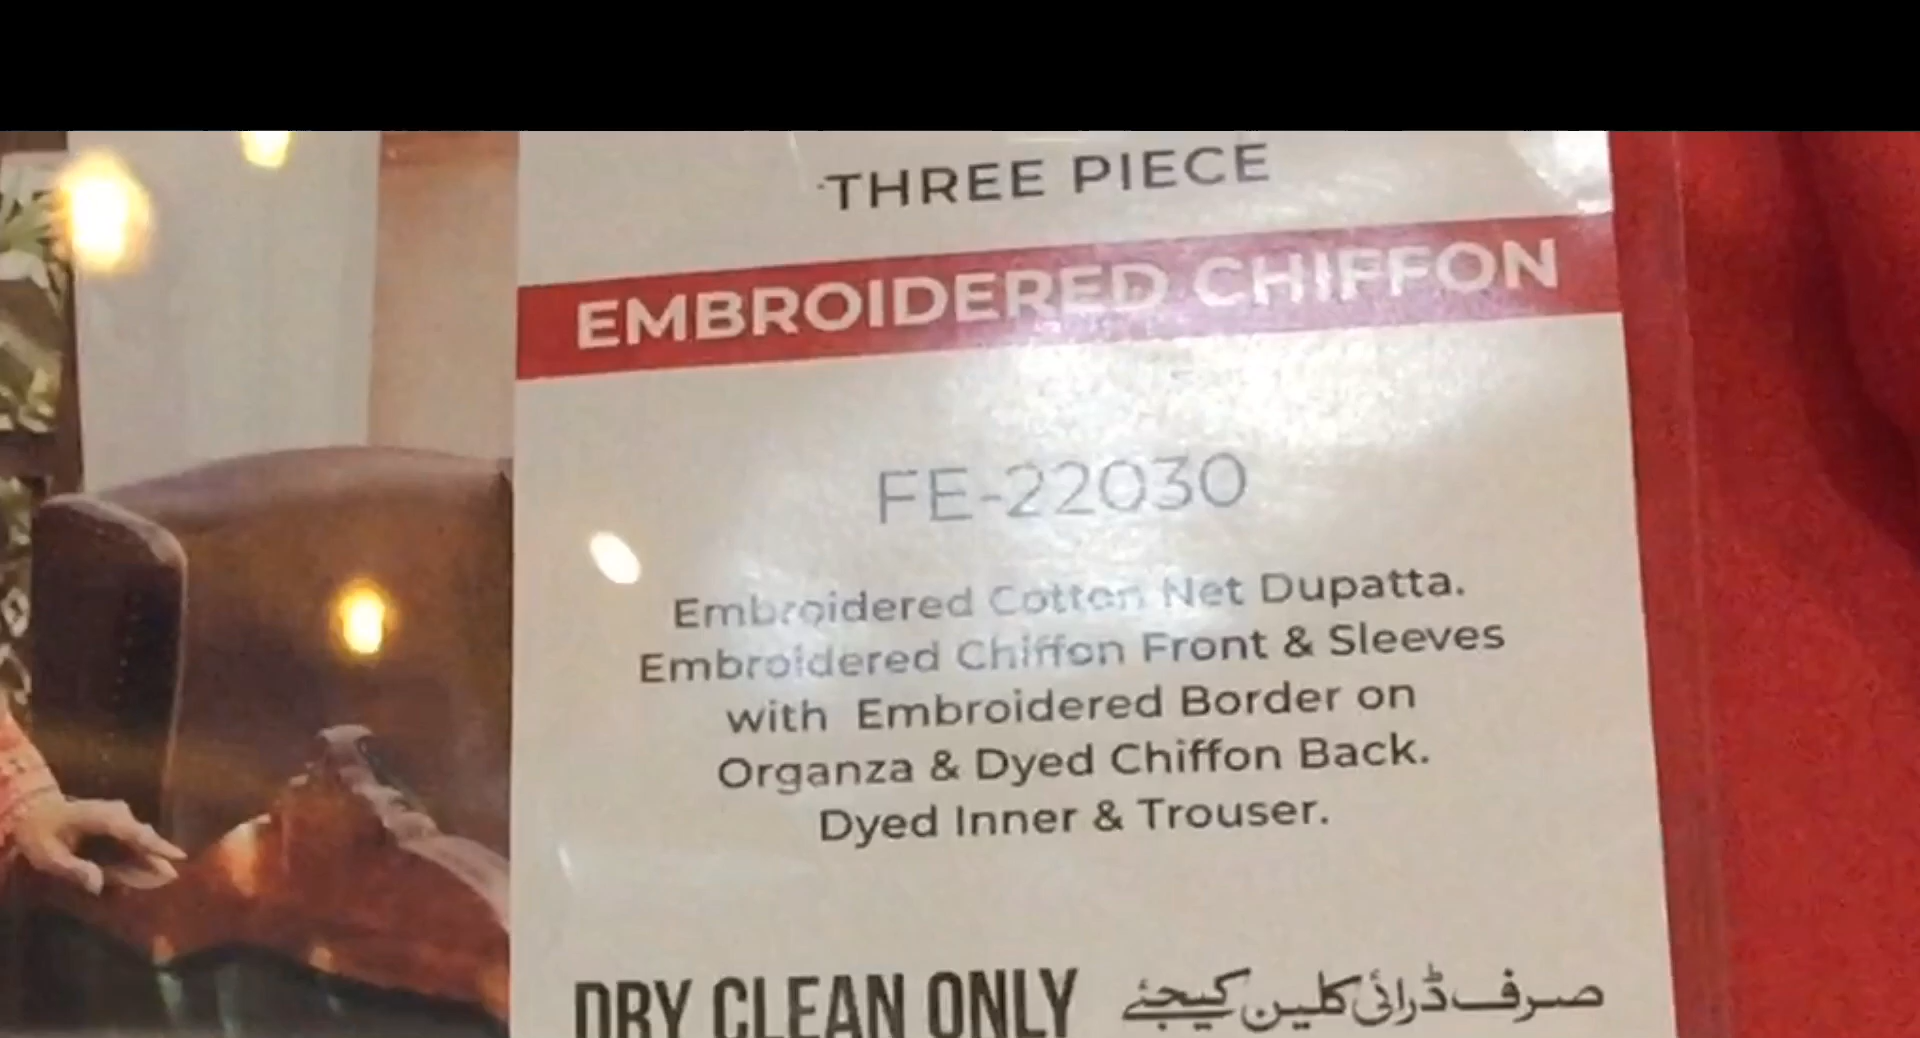 THREE PIECE
EMBROIDERED CHIFFON
FE-22030
Embroidered Cotton Net Dupatta.
Embroidered Chiffon Front & Sleeves
with Embroidered Border on
Organza & Dyed Chiffon Back.
Dyed Inner & Trouser.
DRY CLEAN ONLY صرف ڈرائی کلین کیجئے